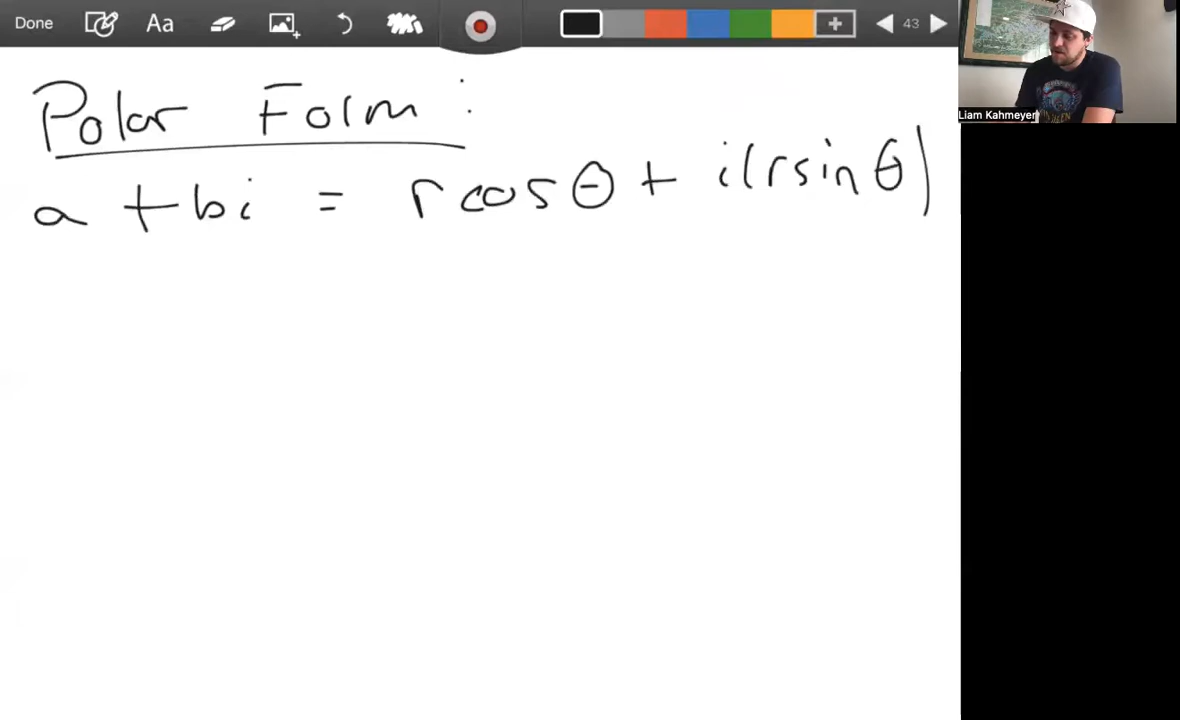 Done Aa 43
Liam Kahmeyer
Polar Form :
a + bi = r cos θ + i(r sin θ)